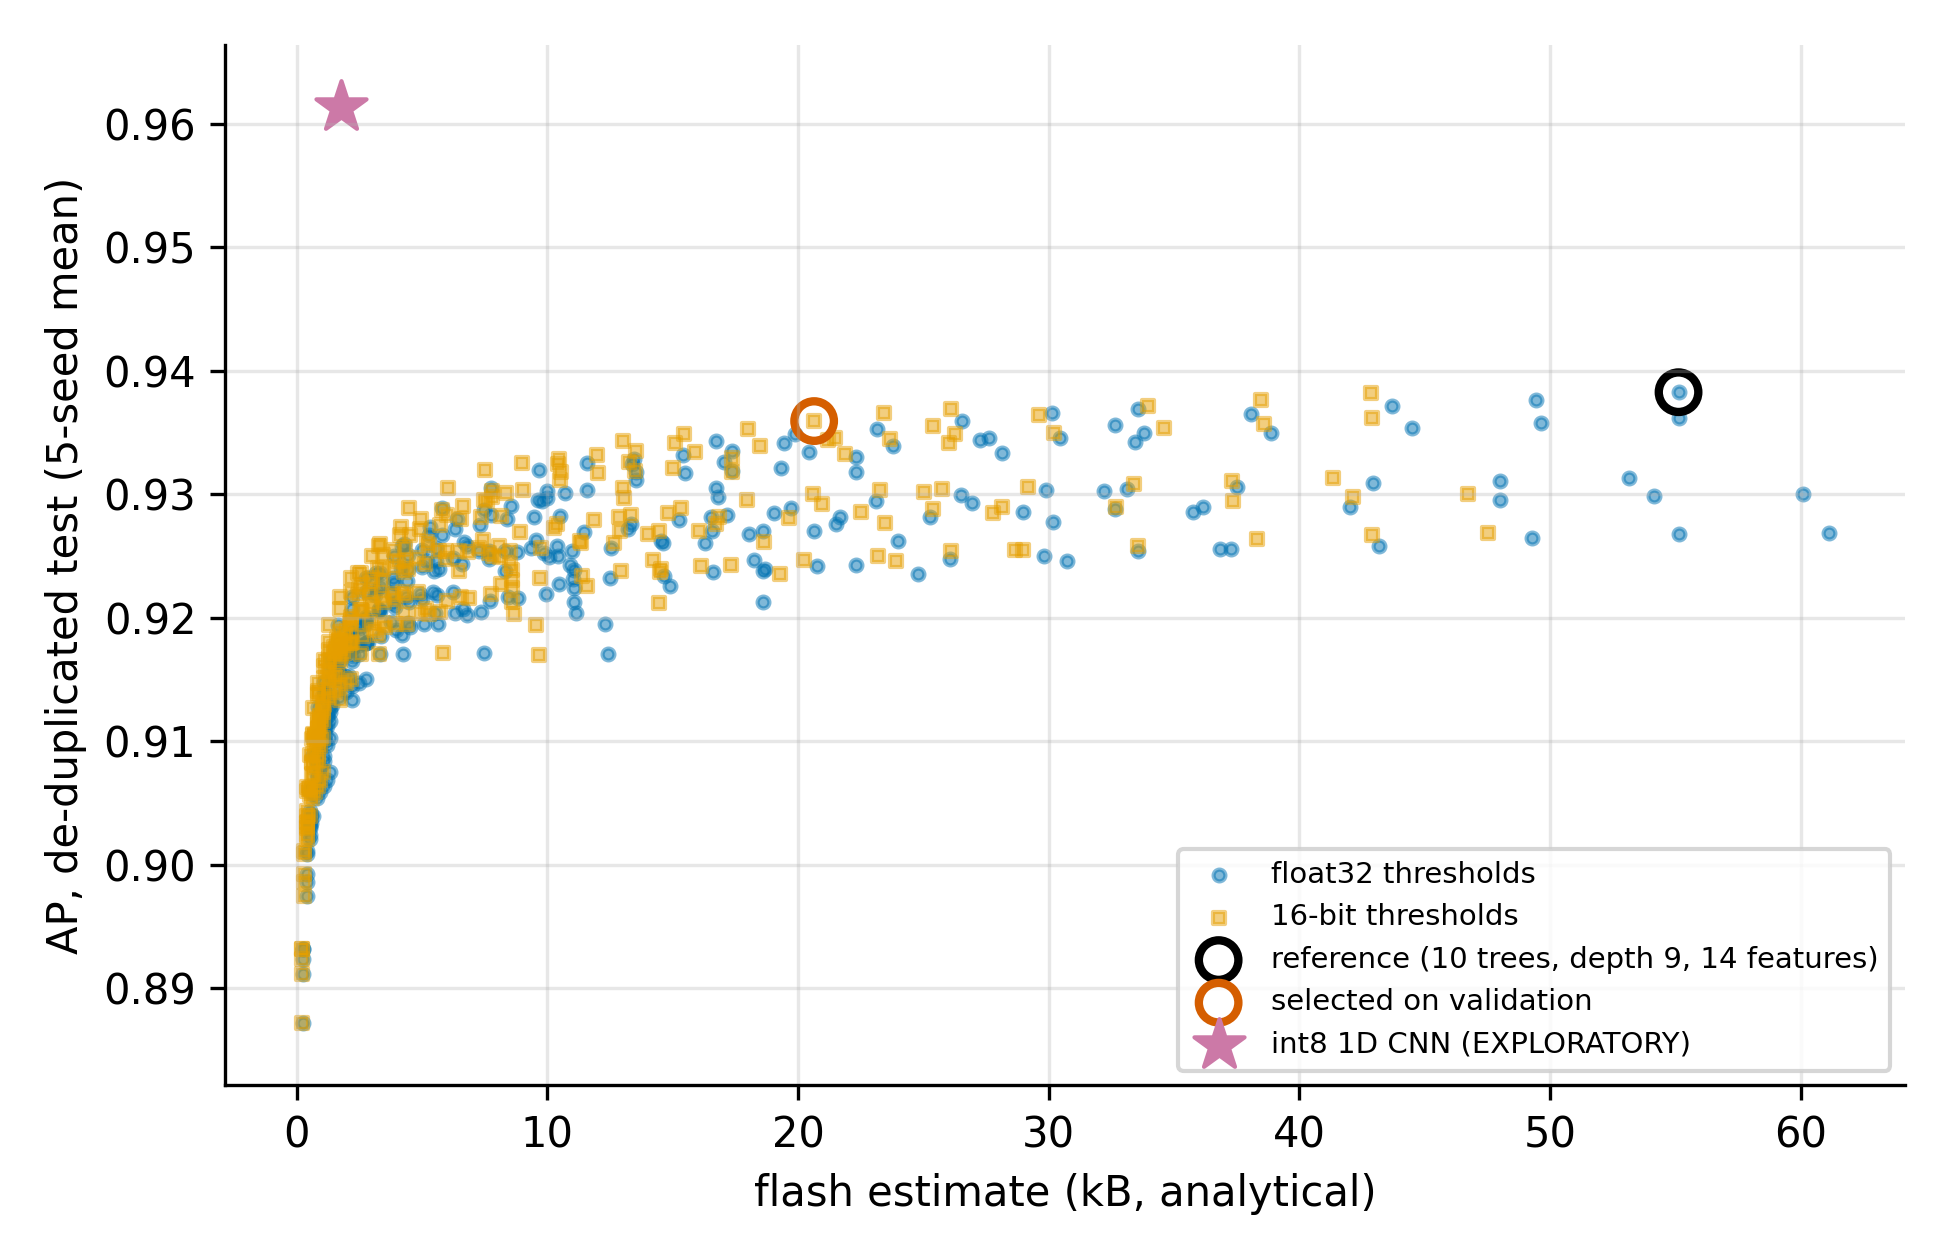 0.96
0.95
0.94
0.93
0.92
0.91
0.90
0.89
AP, de-duplicated test (5-seed mean)
float32 thresholds
16-bit thresholds
reference (10 trees, depth 9, 14 features)
selected on validation
int8 1D CNN (EXPLORATORY)
0 10 20 30 40 50 60
flash estimate (kB, analytical)